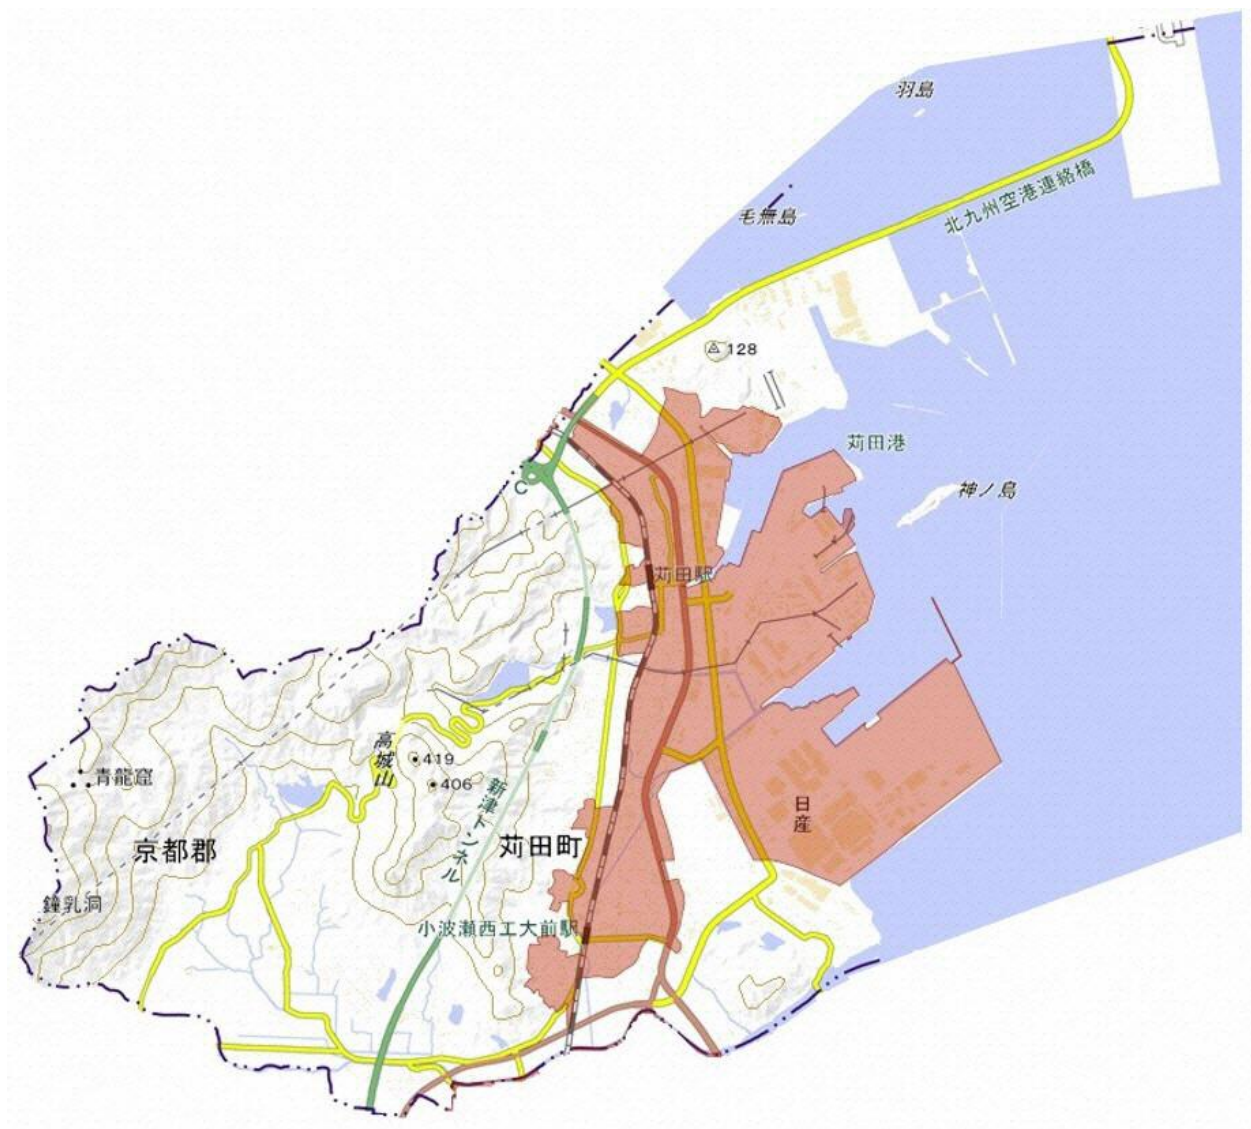 羽島
毛無島
北九州空港連絡橋
128
苅田港
神ノ島
C
苅田駅
高城山
419
406
青龍窟
新津トンネル
日産
京都郡
苅田町
鐘乳洞
小波瀬西工大前駅